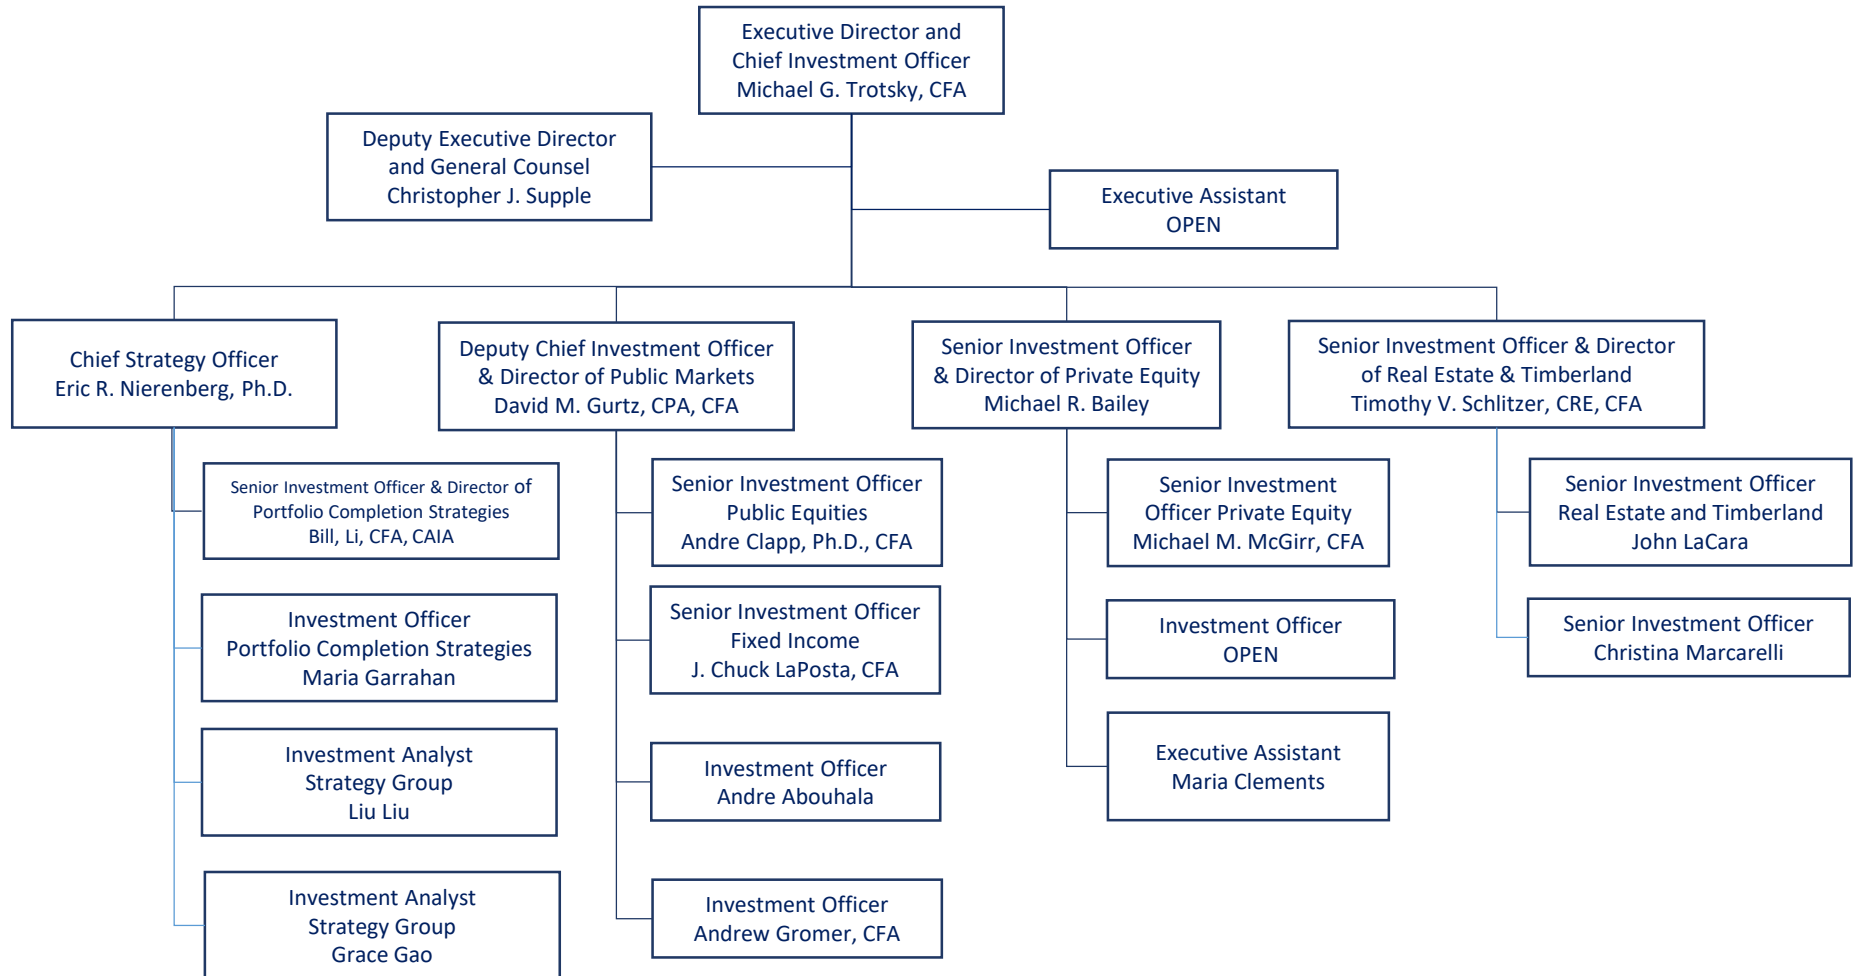 Executive Director and
Chief Investment Officer
Michael G. Trotsky, CFA
Deputy Executive Director
and General Counsel
Christopher J. Supple
Executive Assistant
OPEN
Chief Strategy Officer
Eric R. Nierenberg, Ph.D.
Senior Investment Officer & Director of
Portfolio Completion Strategies
Bill, Li, CFA, CAIA
Investment Officer
Portfolio Completion Strategies
Maria Garrahan
Investment Analyst
Strategy Group
Liu Liu
Investment Analyst
Strategy Group
Grace Gao
Deputy Chief Investment Officer
& Director of Public Markets
David M. Gurtz, CPA, CFA
Senior Investment Officer
Public Equities
Andre Clapp, Ph.D., CFA
Senior Investment Officer
Fixed Income
J. Chuck LaPosta, CFA
Investment Officer
Andre Abouhala
Investment Officer
Andrew Gromer, CFA
Senior Investment Officer
& Director of Private Equity
Michael R. Bailey
Senior Investment
Officer Private Equity
Michael M. McGirr, CFA
Investment Officer
OPEN
Executive Assistant
Maria Clements
Senior Investment Officer & Director
of Real Estate & Timberland
Timothy V. Schlitzer, CRE, CFA
Senior Investment Officer
Real Estate and Timberland
John LaCara
Senior Investment Officer
Christina Marcarelli